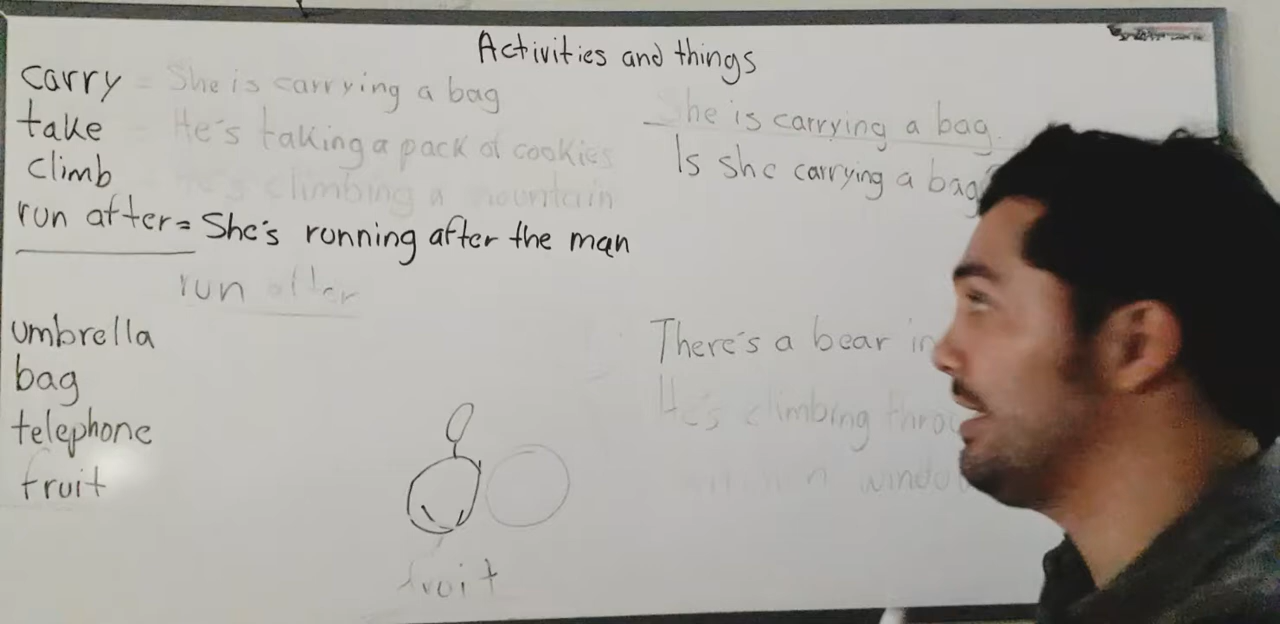 Activities and things
carry = She is carrying a bag
take = He's taking a pack of cookies
climb He's climbing a mountain
run after = She's running after the man
run after
umbrella
bag
telephone
fruit
She is carrying a bag.
Is she carrying a bag
There's a bear in
He's climbing
window
fruit